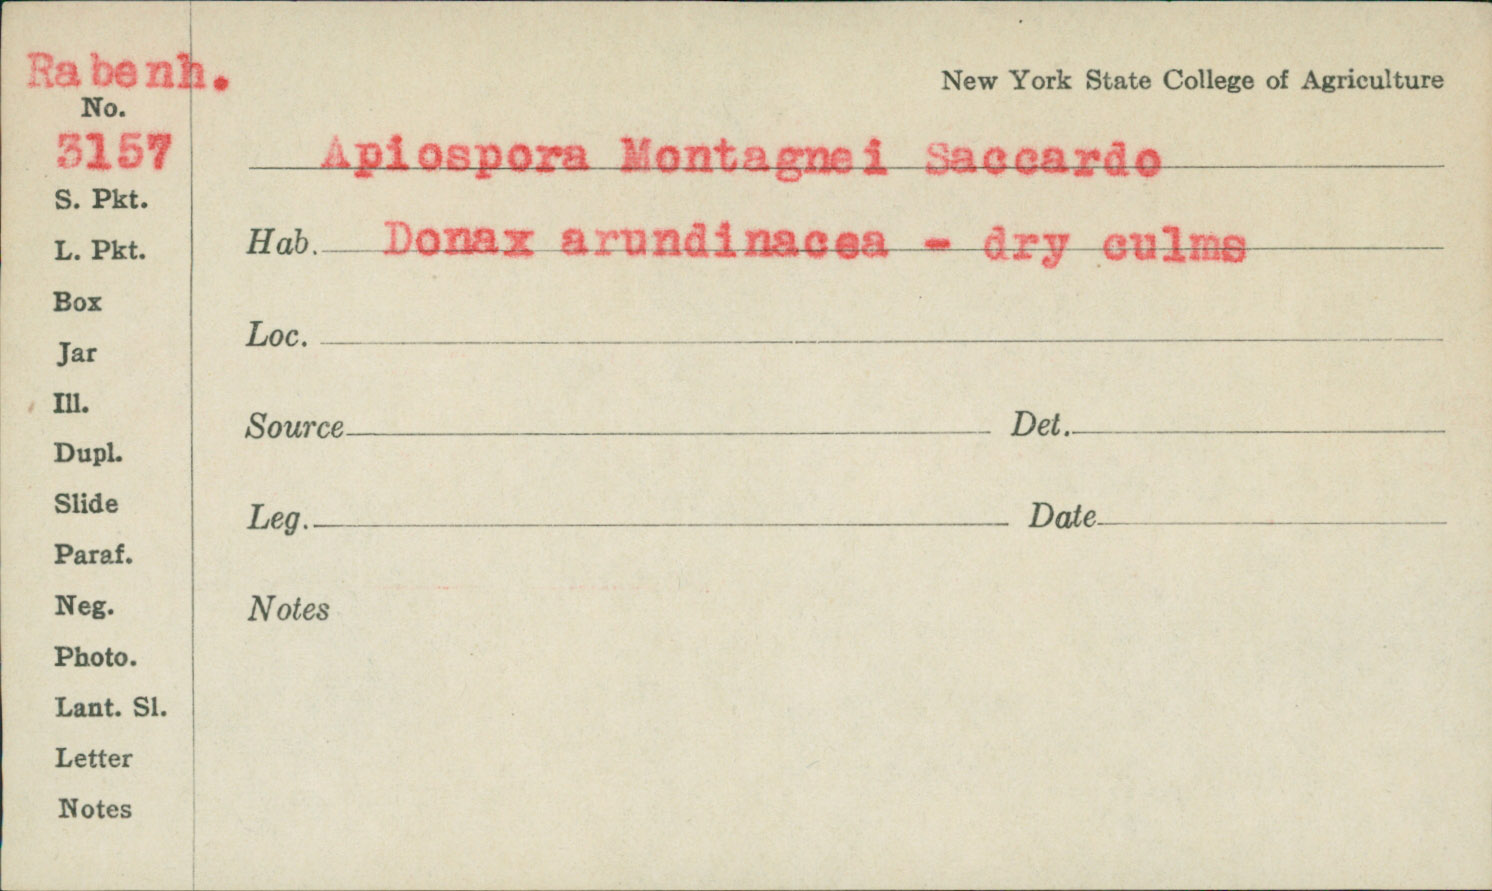 Rabenh.
New York State College of Agriculture
No.
3157
Apiospora Montagnei Saccardo
S. Pkt.
Hab. Donax arundinacea - dry culms
L. Pkt.
Box
Loc.
Jar
Ill.
Source Det.
Dupl.
Slide
Leg. Date
Paraf.
Neg.
Notes
Photo.
Lant. Sl.
Letter
Notes